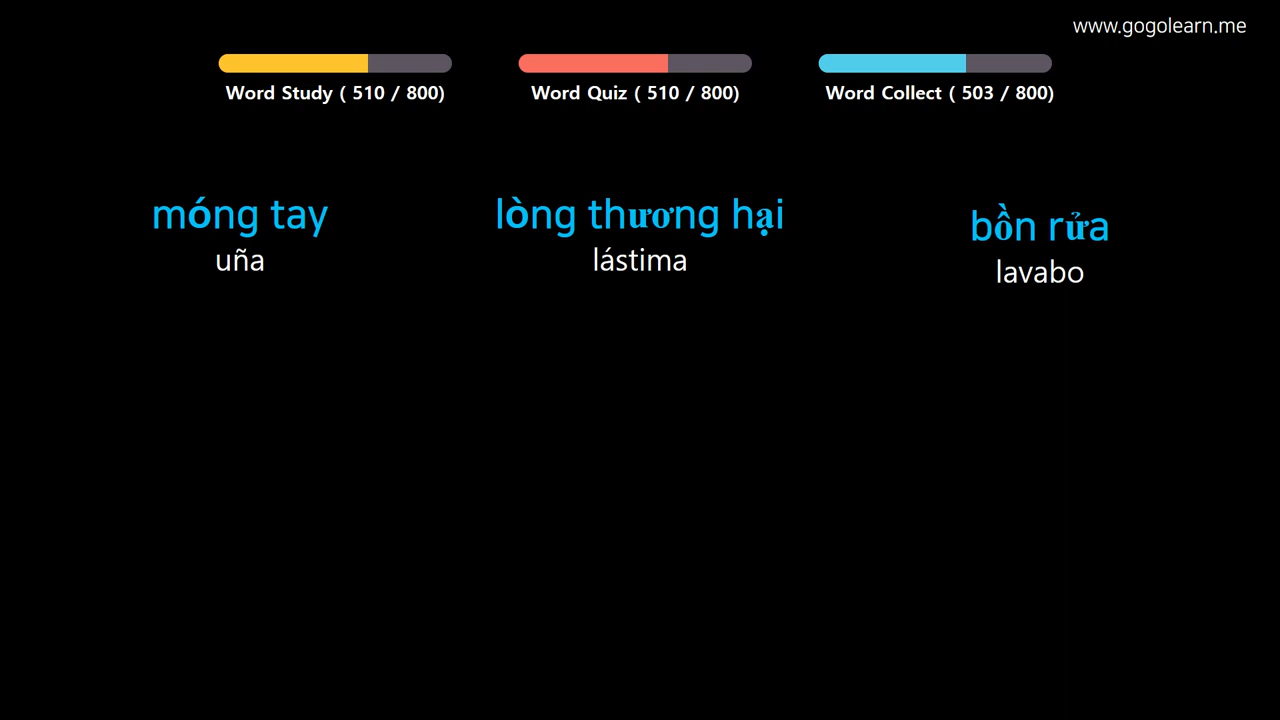 www.gogolearn.me
Word Study ( 510 / 800)
Word Quiz ( 510 / 800)
Word Collect ( 503 / 800)
móng tay
uña
lòng thương hại
lástima
bồn rửa
lavabo